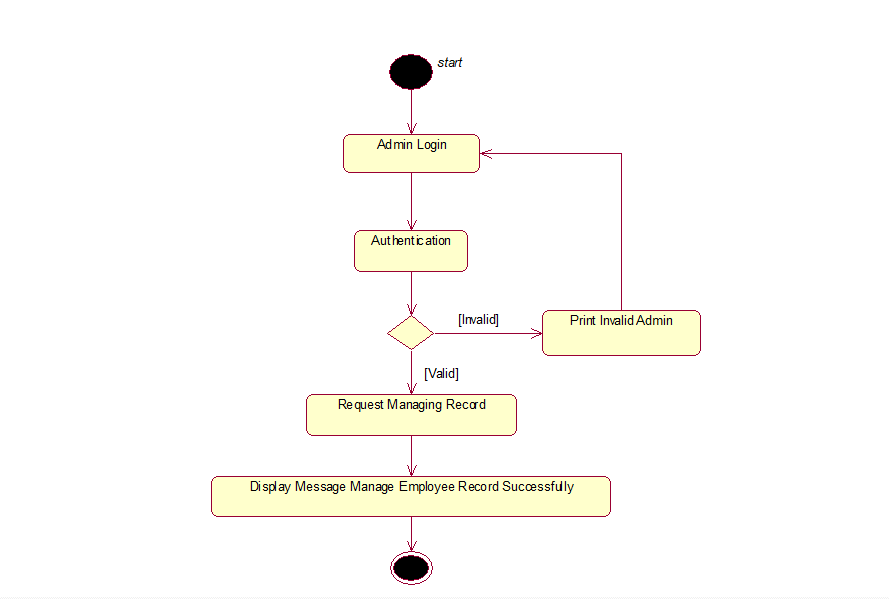 start
Admin Login
Authentication
[Invalid]
Print Invalid Admin
[Valid]
Request Managing Record
Display Message Manage Employee Record Successfully